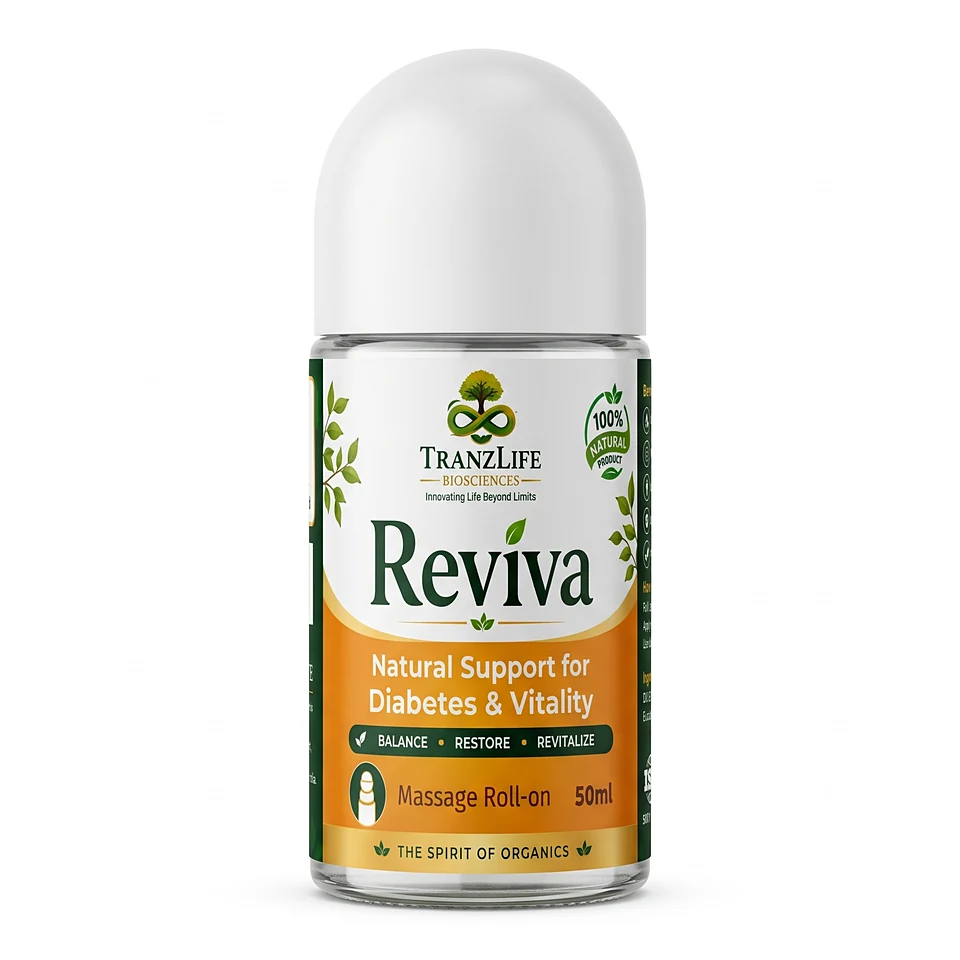 TRANZLIFE
BIOSCIENCES
Innovating Life Beyond Limits
100%
NATURAL
PRODUCT
Reviva
Natural Support for
Diabetes & Vitality
BALANCE • RESTORE • REVITALIZE
Massage Roll-on 50ml
THE SPIRIT OF ORGANICS